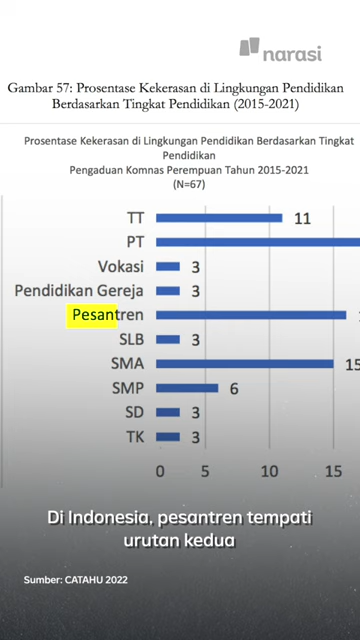 narasi
Gambar 57: Prosentase Kekerasan di Lingkungan Pendidikan
Berdasarkan Tingkat Pendidikan (2015-2021)
Prosentase Kekerasan di Lingkungan Pendidikan Berdasarkan Tingkat
Pendidikan
Pengaduan Komnas Perempuan Tahun 2015-2021
(N=67)
TT 11
PT
Vokasi 3
Pendidikan Gereja 3
Pesantren
SLB 3
SMA 15
SMP 6
SD 3
TK 3
0 5 10 15
Di Indonesia, pesantren tempati
urutan kedua
Sumber: CATAHU 2022